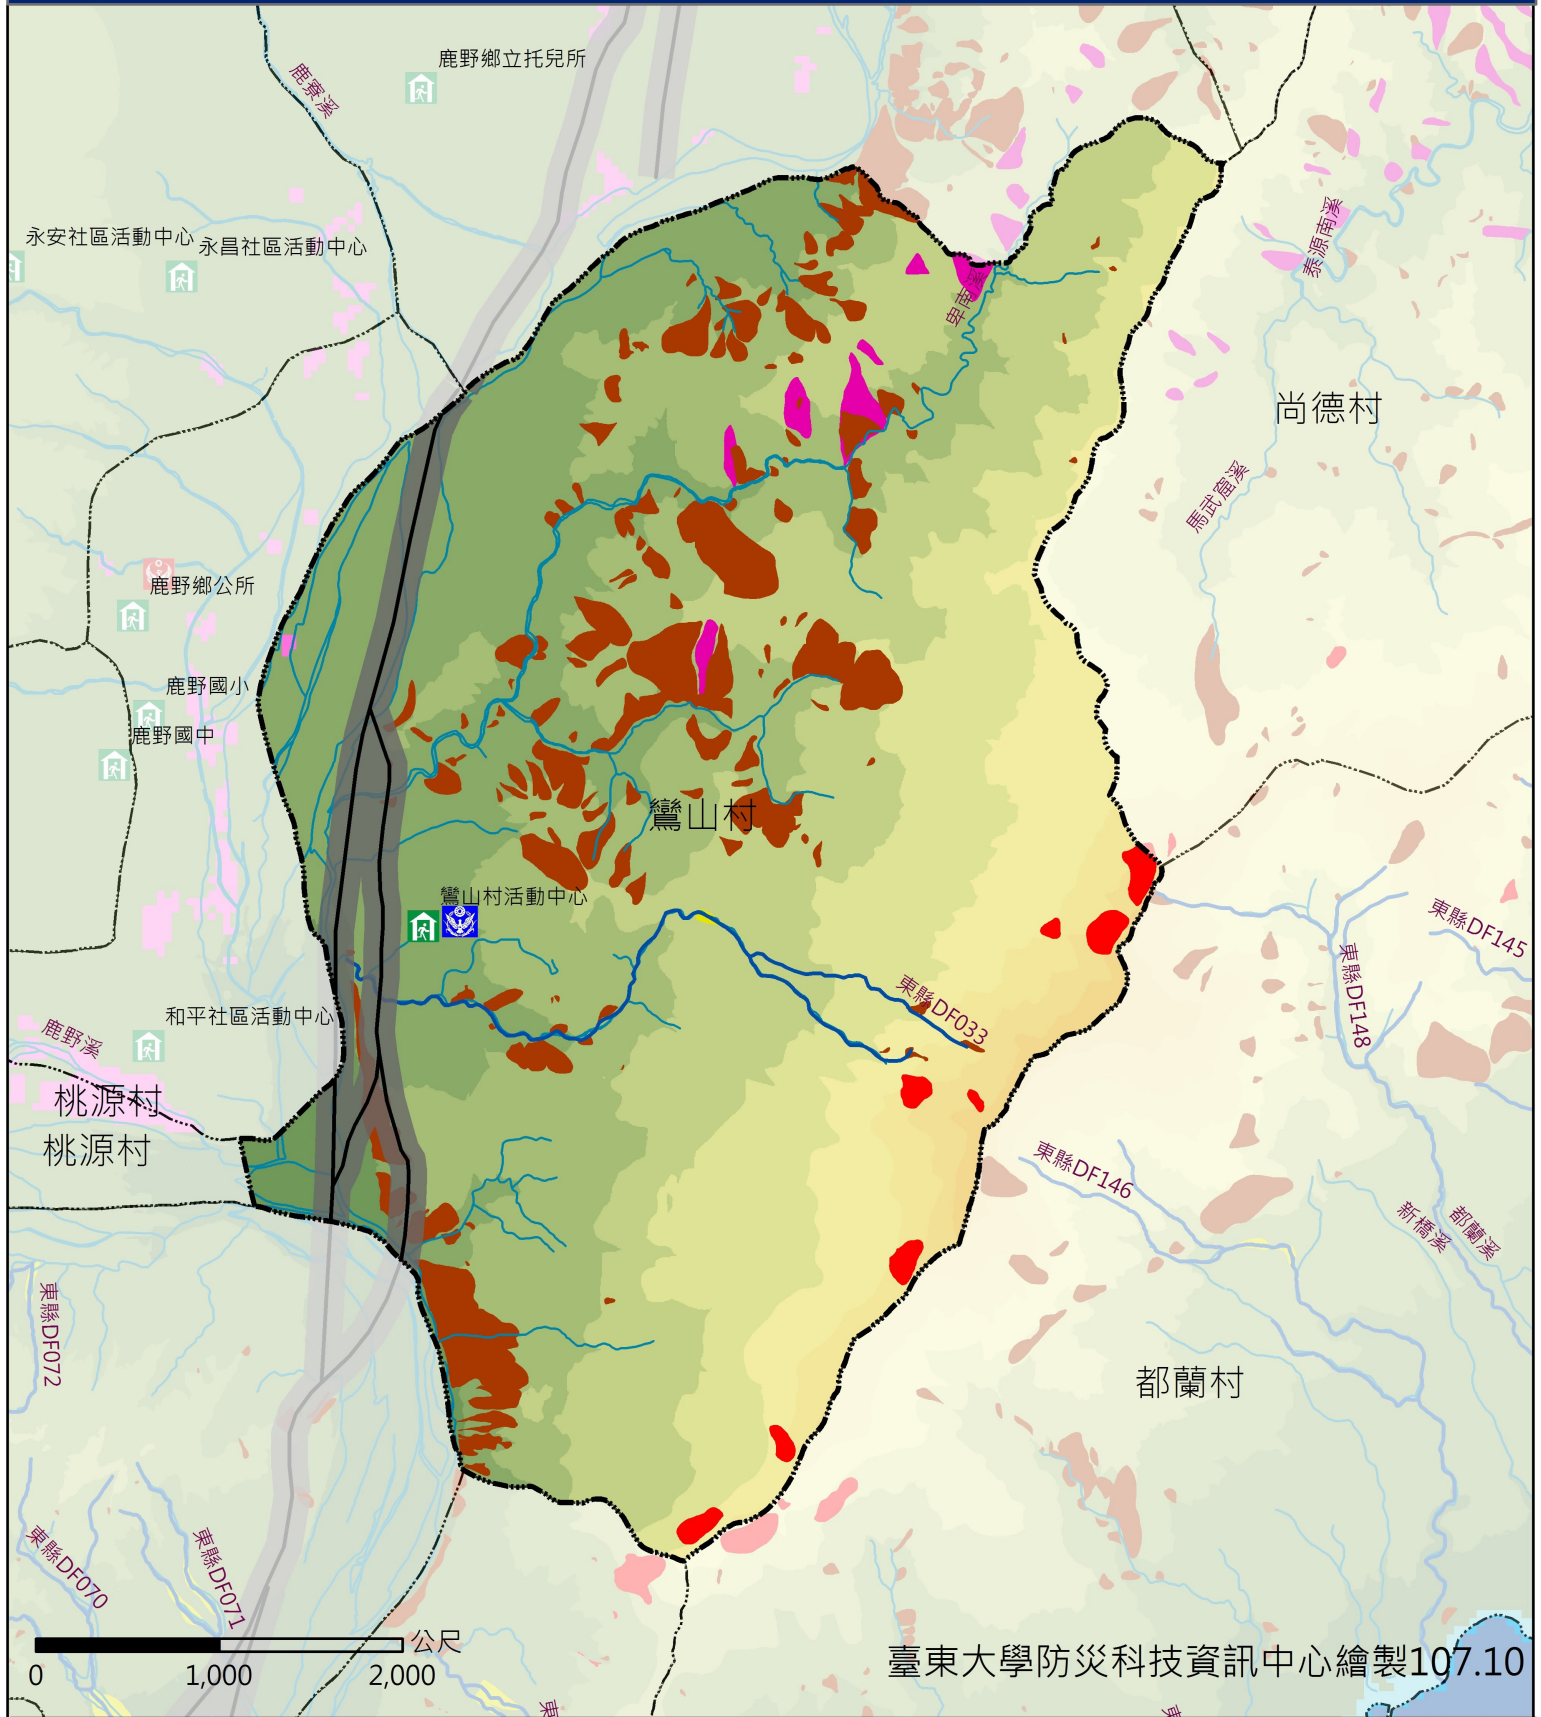 鹿野鄉立托兒所
鹿寮溪
永安社區活動中心
永昌社區活動中心
泰源南溪
卑南溪
尚德村
馬武窟溪
鹿野鄉公所
鹿野國小
鹿野國中
鸞山村
鸞山村活動中心
東縣DF145
東縣DF148
東縣DF033
和平社區活動中心
鹿野溪
桃源村
桃源村
東縣DF146
新橋溪
都蘭溪
東縣DF072
都蘭村
東縣DF070
東縣DF071
公尺
0 1,000 2,000
臺東大學防災科技資訊中心繪製107.10
東